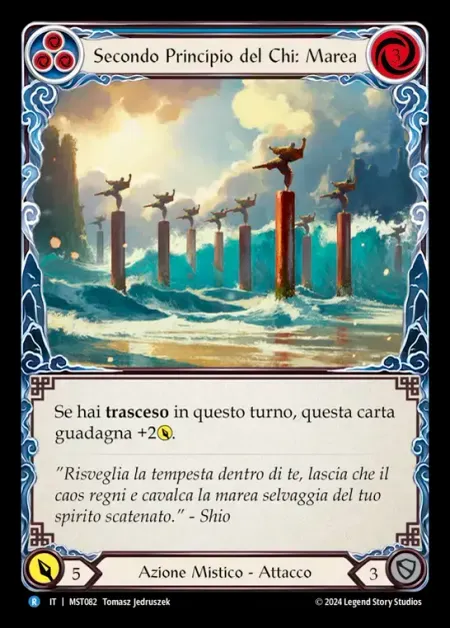 Secondo Principio del Chi: Marea
3
Se hai trasceso in questo turno, questa carta
guadagna +2.
"Risveglia la tempesta dentro di te, lascia che il
caos regni e cavalca la marea selvaggia del tuo
spirito scatenato." - Shio
5
Azione Mistico - Attacco
3
R IT | MST082 Tomasz Jedruszek
© 2024 Legend Story Studios